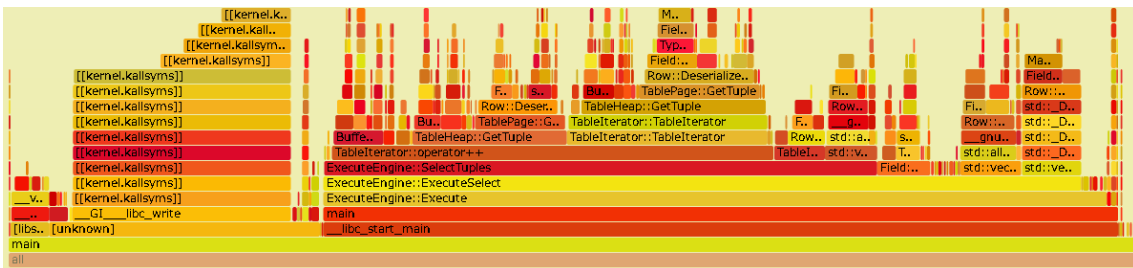 [[kernel.k.. M..
[[kernel.kall.. Fiel..
[[kernel.kallsym.. Typ..
[[kernel.kallsyms]] Field:.. Ma..
[[kernel.kallsyms]] Row::Deserialize.. Field..
[[kernel.kallsyms]] F.. s.. Bu.. TablePage::GetTuple Fi.. Row::..
[[kernel.kallsyms]] Row::Deser.. TableHeap::GetTuple Row.. Fi.. std::_D..
[[kernel.kallsyms]] Bu.. TablePage::G.. TableIterator::TableIterator F.. __g.. Row::.. std::_D..
[[kernel.kallsyms]] Buffe.. TableHeap::GetTuple TableIterator::TableIterator Row.. std::a.. s.. __gnu.. std::_D..
[[kernel.kallsyms]] TableIterator::operator++ TableI.. std::v.. T.. std::all.. std::_D..
[[kernel.kallsyms]] ExecuteEngine::SelectTuples Field:.. std::vec.. std::ve..
[[kernel.kallsyms]] ExecuteEngine::ExecuteSelect
__v.. [[kernel.kallsyms]] ExecuteEngine::Execute
__.. __GI___libc_write main
[libs.. [unknown] __libc_start_main
main
all